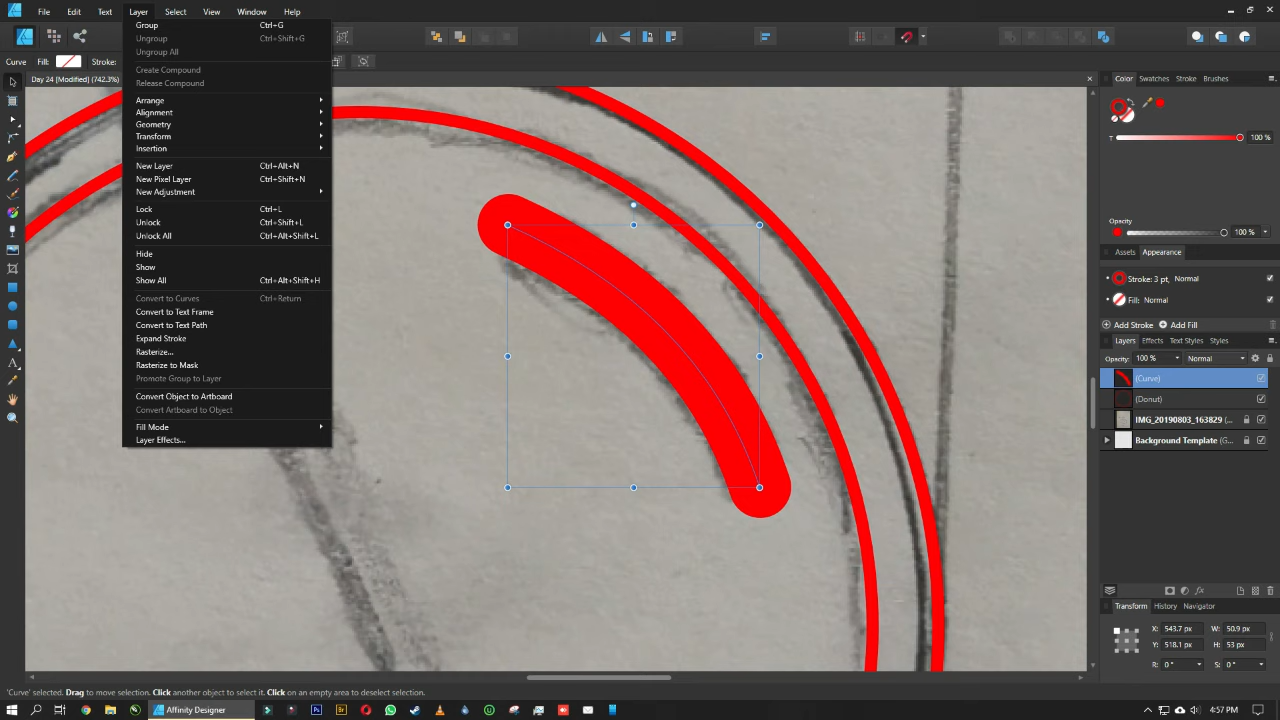 File Edit Text Layer Select View Window Help
Curve Fill: Stroke:
Day 24 [Modified] (742.3%)
Group Ctrl+G
Ungroup Ctrl+Shift+G
Ungroup All
Create Compound
Release Compound
Arrange
Alignment
Geometry
Transform
Insertion
New Layer Ctrl+Alt+N
New Pixel Layer Ctrl+Shift+N
New Adjustment
Lock Ctrl+L
Unlock Ctrl+Shift+L
Unlock All Ctrl+Alt+Shift+L
Hide
Show
Show All Ctrl+Alt+Shift+H
Convert to Curves Ctrl+Return
Convert to Text Frame
Convert to Text Path
Expand Stroke
Rasterize...
Rasterize to Mask
Promote Group to Layer
Convert Object to Artboard
Convert Artboard to Object
Fill Mode
Layer Effects...
Color Swatches Stroke Brushes
100 %
Opacity
100 %
Assets Appearance
Stroke: 3 pt, Normal
Fill: Normal
Add Stroke Add Fill
Layers Effects Text Styles Styles
Opacity: 100 % Normal
(Curve)
(Donut)
IMG_20190803_163829 (...
Background Template (G...
fx
Transform History Navigator
X: 543.7 px W: 50.9 px
Y: 518.1 px H: 53 px
R: 0 ° S: 0 °
'Curve' selected. Drag to move selection. Click another object to select it. Click on an empty area to deselect selection.
Affinity Designer
Ps
Br
4:57 PM